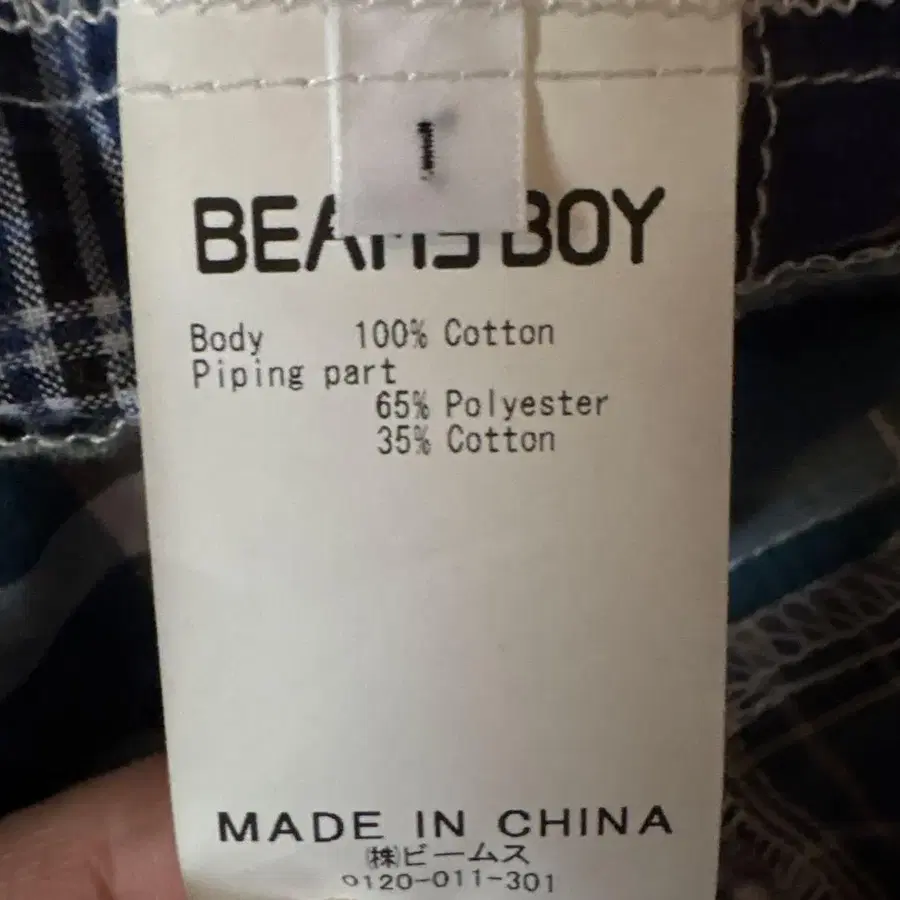 1
BEAMS BOY
Body 100% Cotton
Piping part
65% Polyester
35% Cotton
MADE IN CHINA
㈱ビームス
0120-011-301